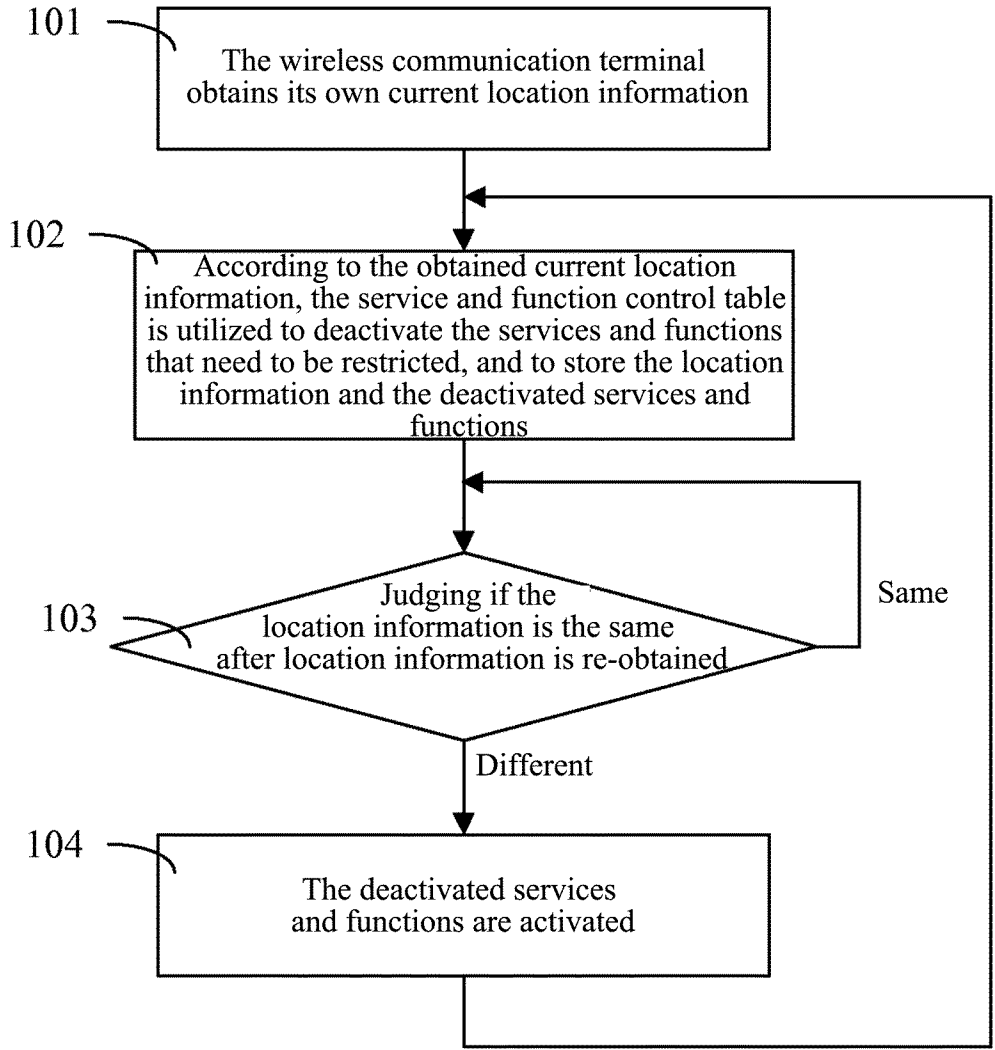 101
The wireless communication terminal
obtains its own current location information
102
According to the obtained current location
information, the service and function control table
is utilized to deactivate the services and functions
that need to be restricted, and to store the location
information and the deactivated services and
functions
103
Judging if the
location information is the same
after location information is re-obtained
Same
Different
104
The deactivated services
and functions are activated